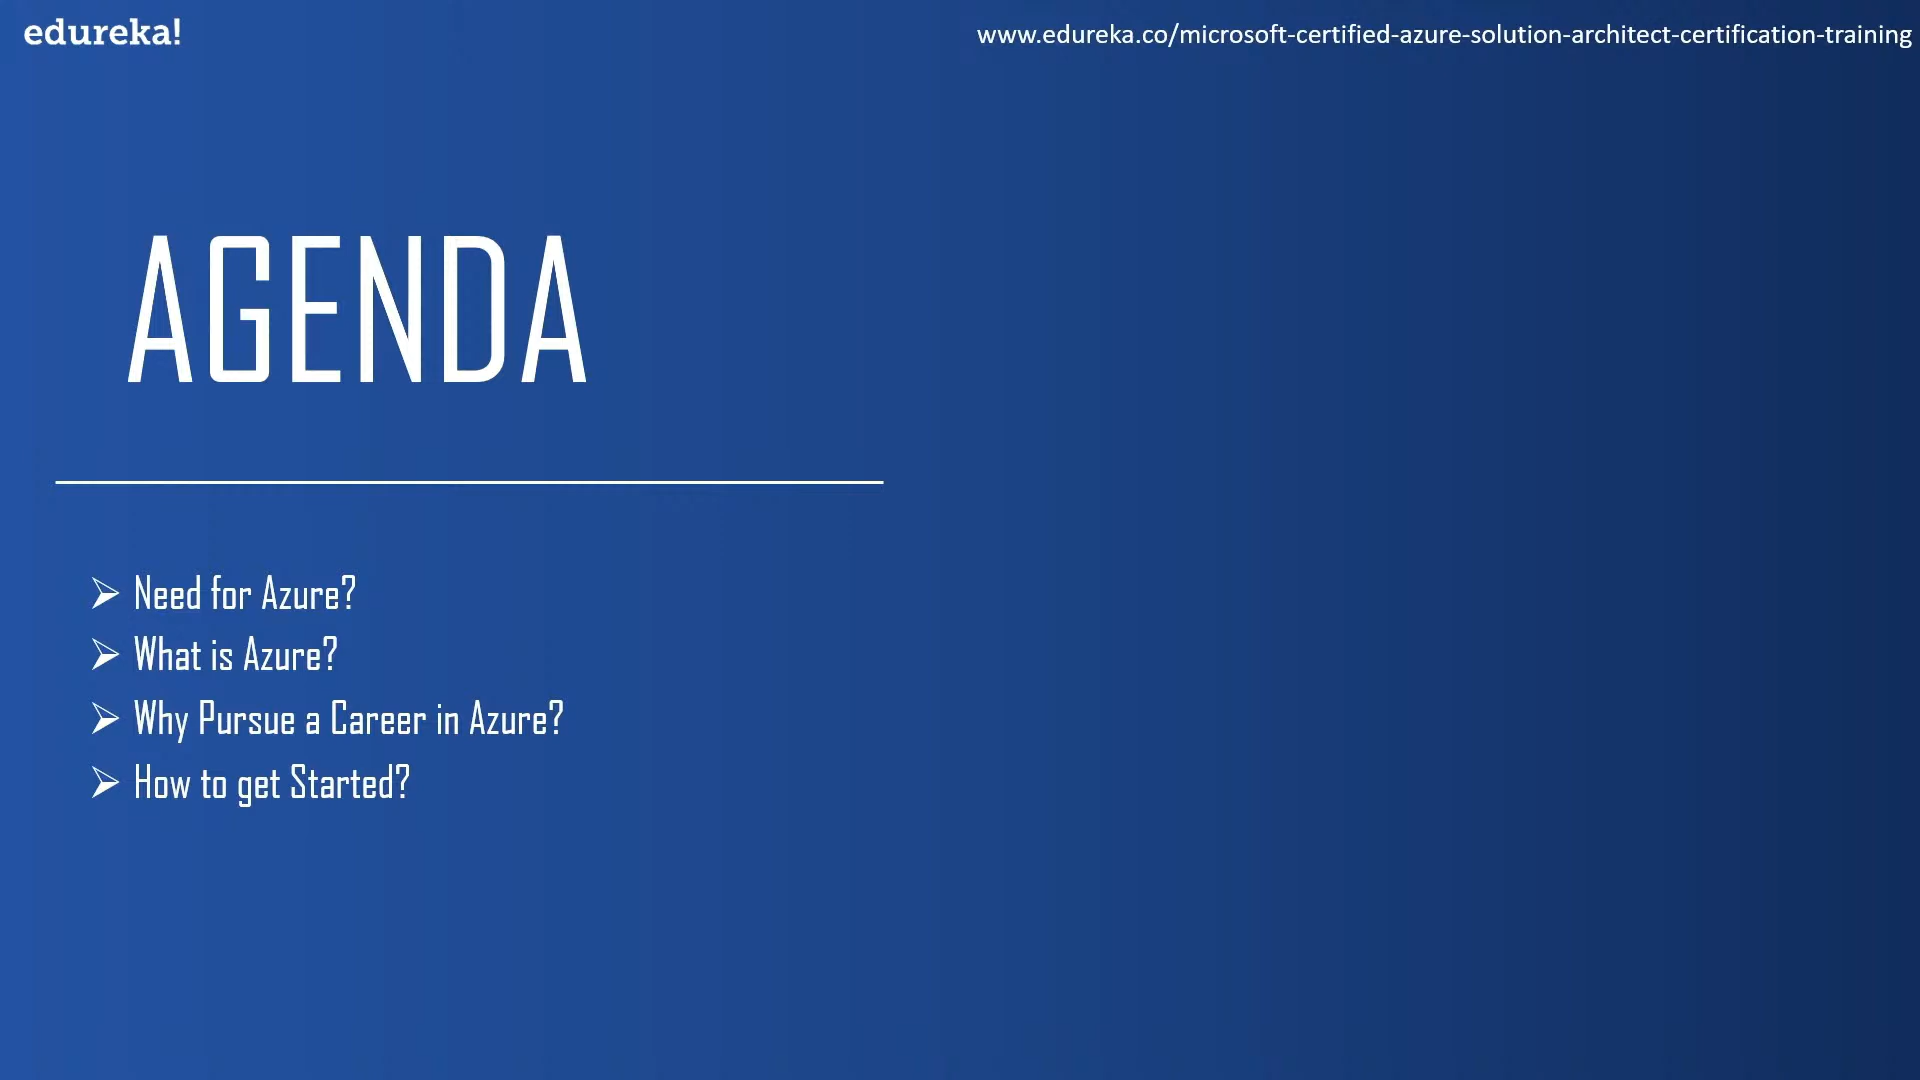 edureka!
www.edureka.co/microsoft-certified-azure-solution-architect-certification-training
AGENDA
➢ Need for Azure?
➢ What is Azure?
➢ Why Pursue a Career in Azure?
➢ How to get Started?